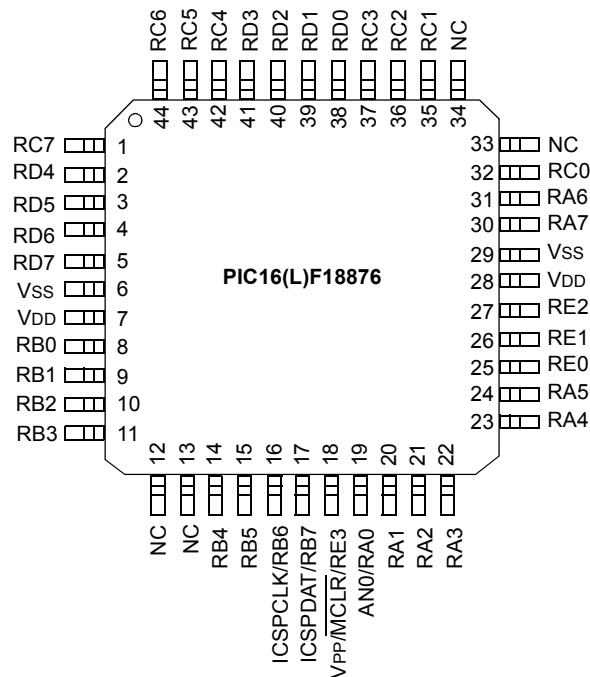 RC6
RC5
RC4
RD3
RD2
RD1
RD0
RC3
RC2
RC1
NC
44
43
42
41
40
39
38
37
36
35
34
RC7 1
RD4 2
RD5 3
RD6 4
RD7 5
VSS 6
VDD 7
RB0 8
RB1 9
RB2 10
RB3 11
PIC16(L)F18876
33 NC
32 RC0
31 RA6
30 RA7
29 VSS
28 VDD
27 RE2
26 RE1
25 RE0
24 RA5
23 RA4
12
13
14
15
16
17
18
19
20
21
22
NC
NC
RB4
RB5
ICSPCLK/RB6
ICSPDAT/RB7
VPP/MCLR/RE3
AN0/RA0
RA1
RA2
RA3